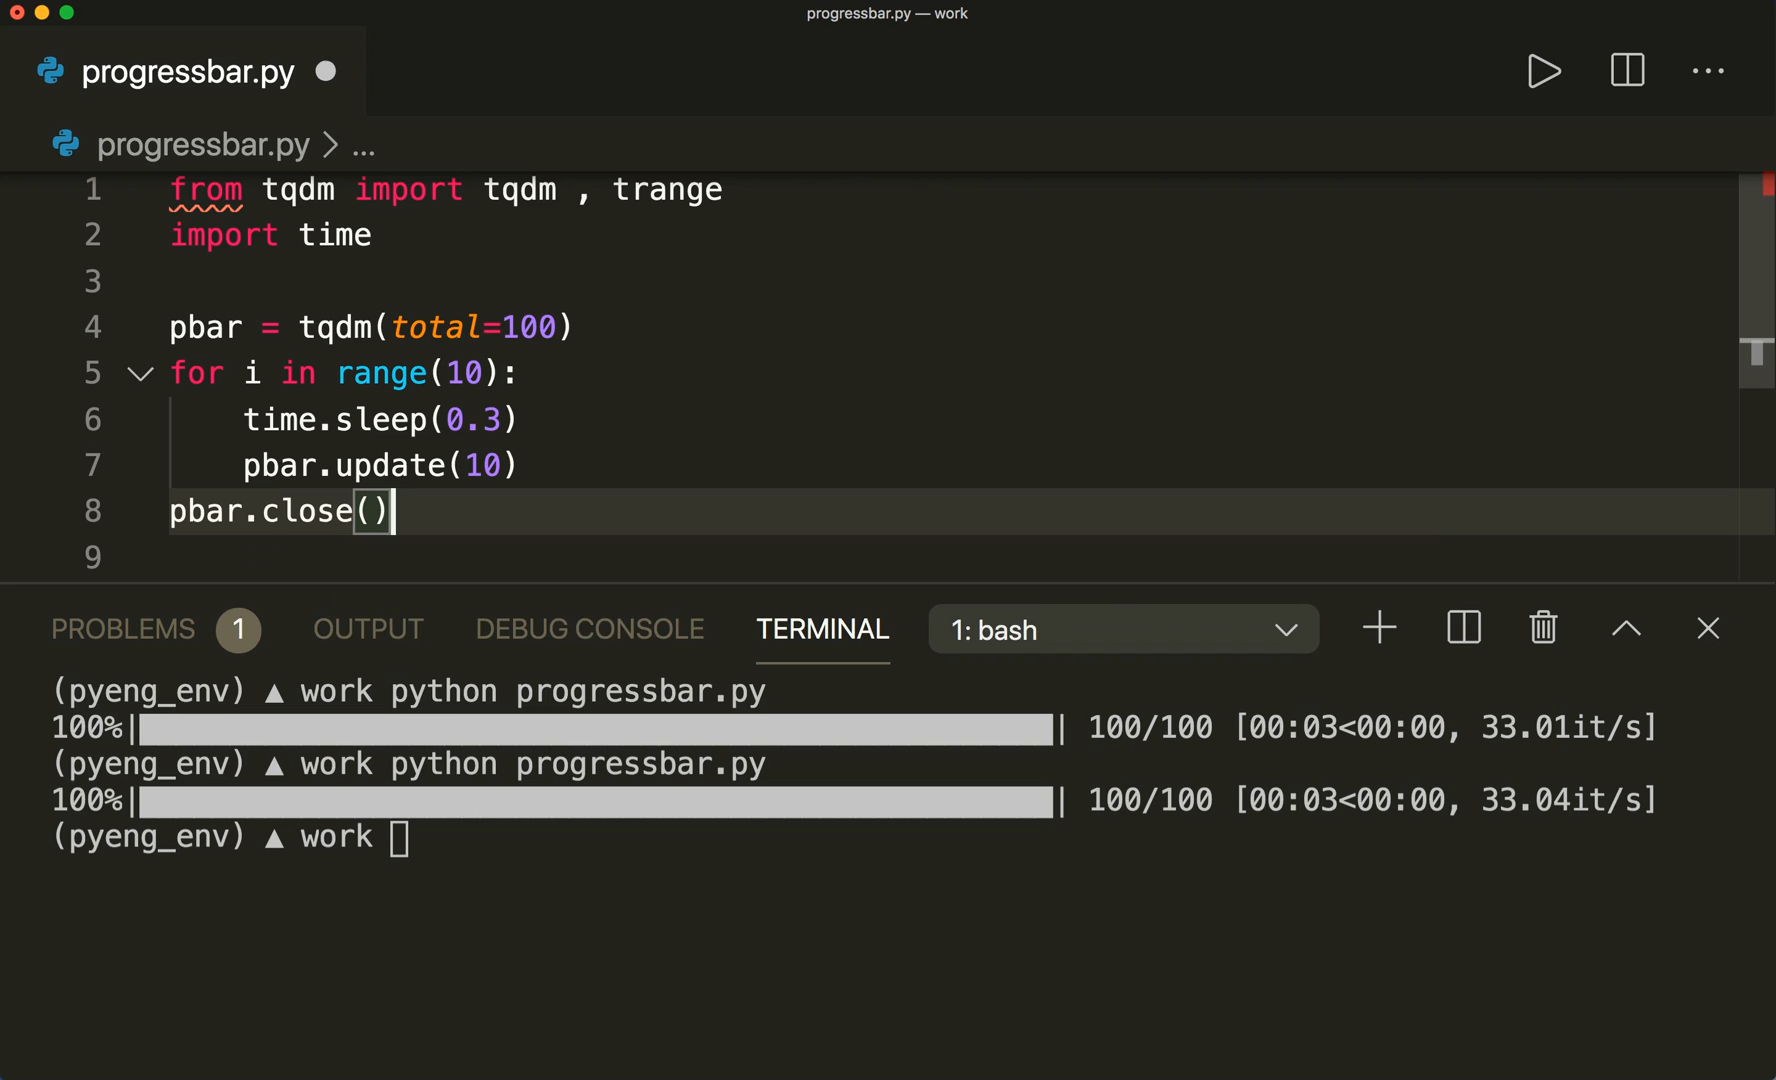 progressbar.py — work
progressbar.py
progressbar.py > ...
1 from tqdm import tqdm , trange
2 import time
3
4 pbar = tqdm(total=100)
5 for i in range(10):
6 time.sleep(0.3)
7 pbar.update(10)
8 pbar.close()
9
PROBLEMS 1 OUTPUT DEBUG CONSOLE TERMINAL 1: bash
(pyeng_env) ▲ work python progressbar.py
100%|██████████| 100/100 [00:03<00:00, 33.01it/s]
(pyeng_env) ▲ work python progressbar.py
100%|██████████| 100/100 [00:03<00:00, 33.04it/s]
(pyeng_env) ▲ work